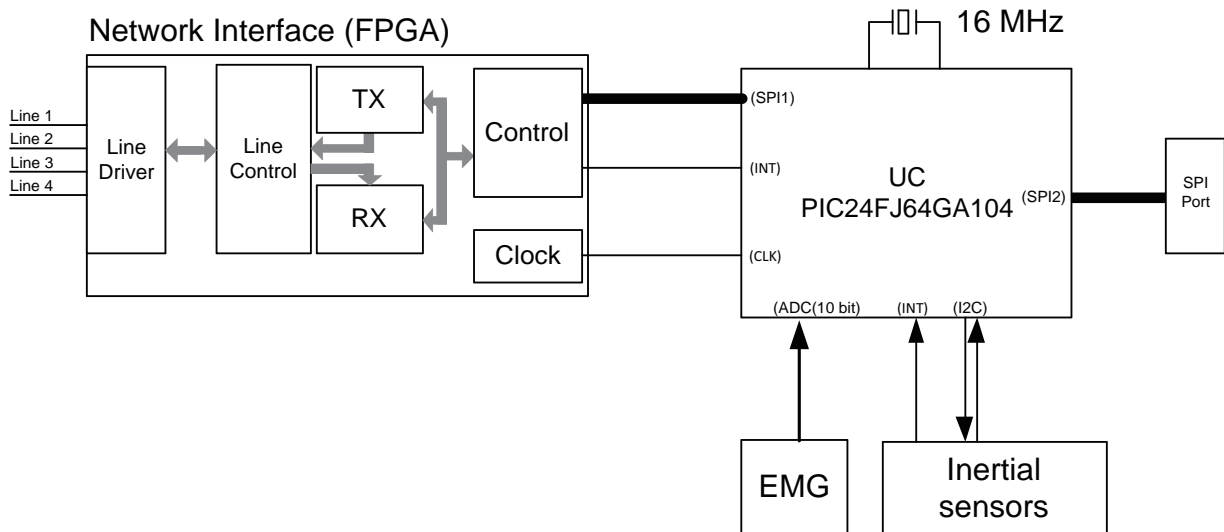 Network Interface (FPGA)
16 MHz
Line 1
Line 2
Line 3
Line 4
Line
Driver
Line
Control
TX
RX
Control
Clock
(SPI1)
(INT)
(CLK)
UC
PIC24FJ64GA104
(SPI2)
SPI
Port
(ADC(10 bit)
(INT)
(I2C)
EMG
Inertial
sensors